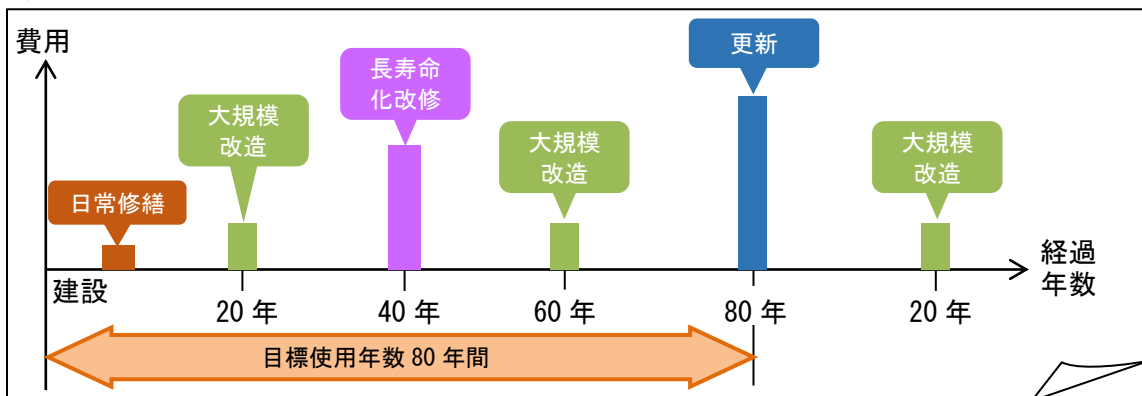 費用
更新
長寿命
化改修
大規模
改造
大規模
改造
大規模
改造
日常修繕
経過
年数
建設
20 年
40 年
60 年
80 年
20 年
目標使用年数 80 年間